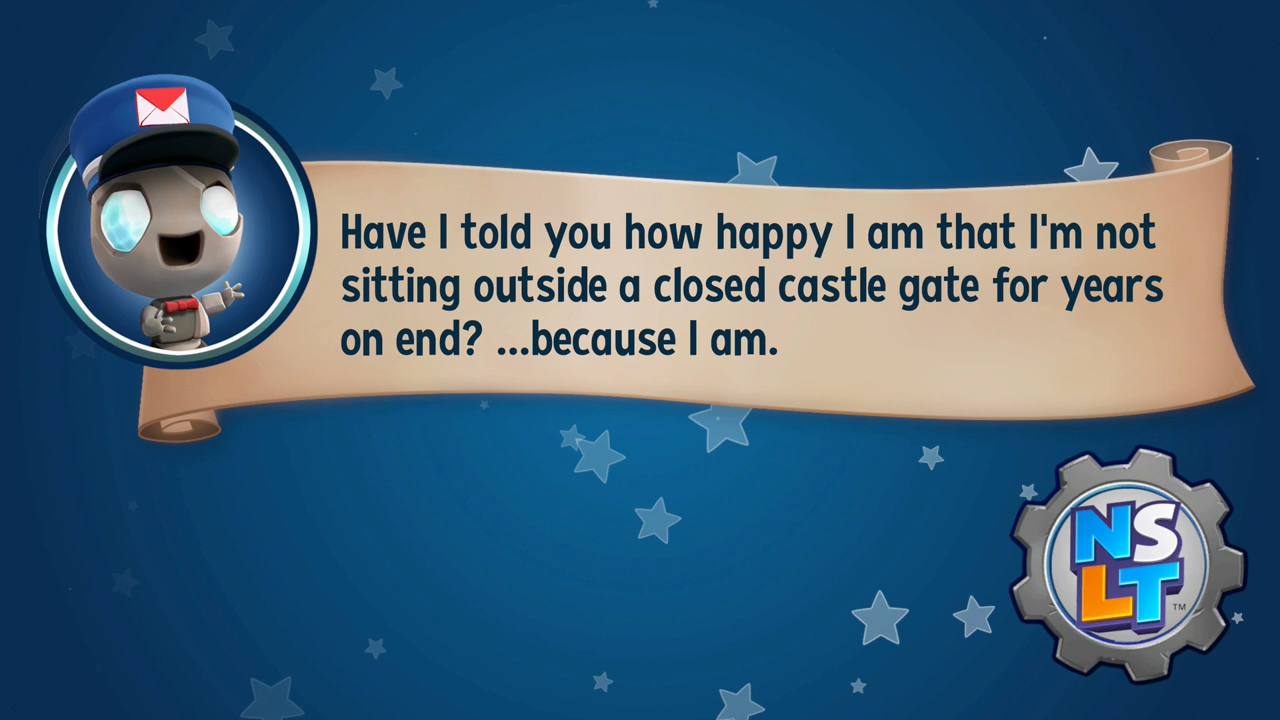 Have I told you how happy I am that I'm not
sitting outside a closed castle gate for years
on end? ...because I am.
NS
LT
TM